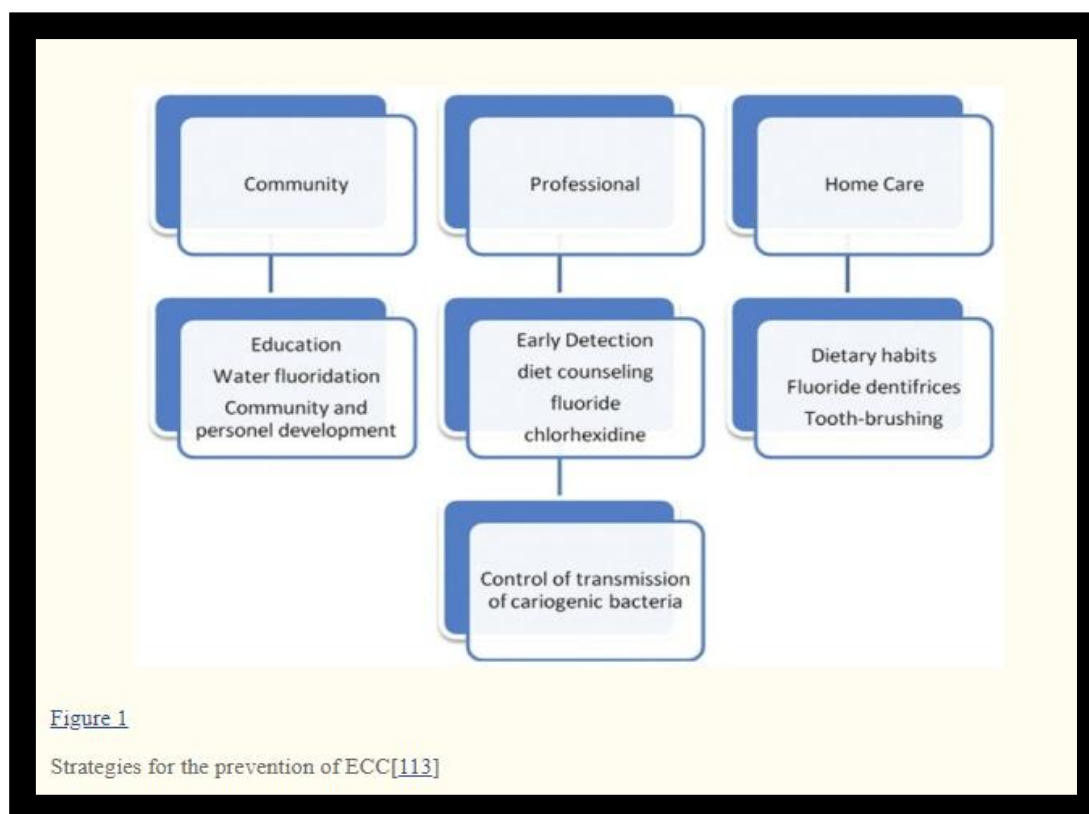 Community
Professional
Home Care
Education
Water fluoridation
Community and
personel development
Early Detection
diet counseling
fluoride
chlorhexidine
Dietary habits
Fluoride dentifrices
Tooth-brushing
Control of transmission
of cariogenic bacteria
Figure 1
Strategies for the prevention of ECC[113]